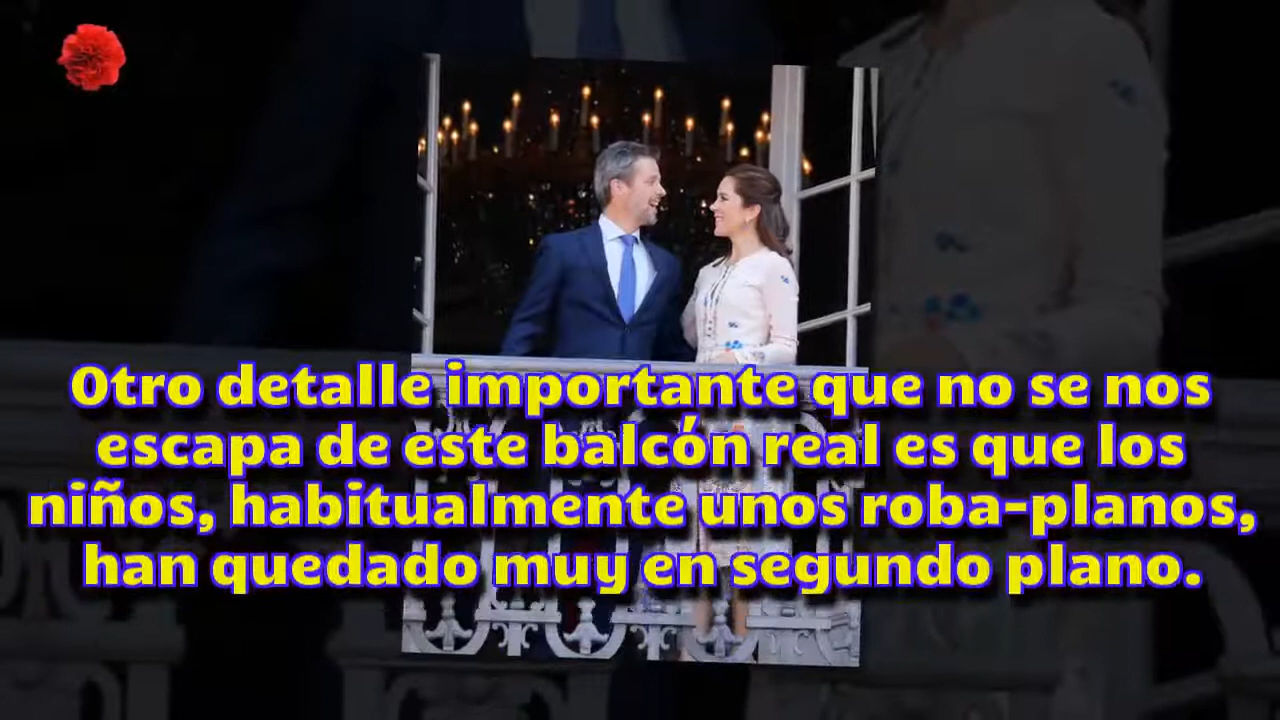 Otro detalle importante que no se nos
escapa de este balcón real es que los
niños, habitualmente unos roba-planos,
han quedado muy en segundo plano.